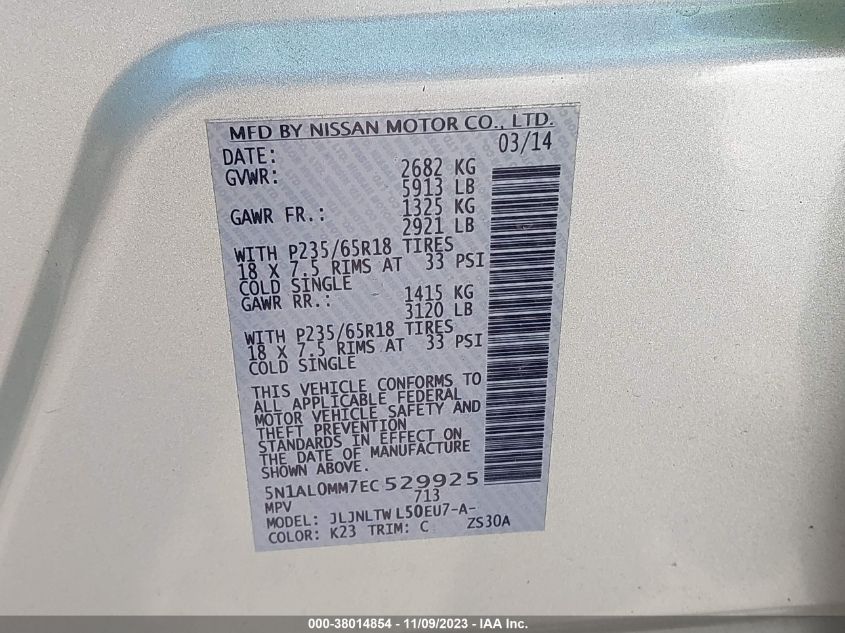 MFD BY NISSAN MOTOR CO., LTD.
DATE: 03/14
GVWR: 2682 KG
5913 LB
GAWR FR.: 1325 KG
2921 LB
WITH P235/65R18 TIRES
18 X 7.5 RIMS AT 33 PSI
COLD SINGLE
GAWR RR.: 1415 KG
3120 LB
WITH P235/65R18 TIRES
18 X 7.5 RIMS AT 33 PSI
COLD SINGLE
THIS VEHICLE CONFORMS TO
ALL APPLICABLE FEDERAL
MOTOR VEHICLE SAFETY AND
THEFT PREVENTION
STANDARDS IN EFFECT ON
THE DATE OF MANUFACTURE
SHOWN ABOVE.
5N1AL0MM7EC529925
MPV 713
MODEL: JLJNLTWL50EU7-A-
COLOR: K23 TRIM: C ZS30A
000-38014854 - 11/09/2023 - IAA Inc.